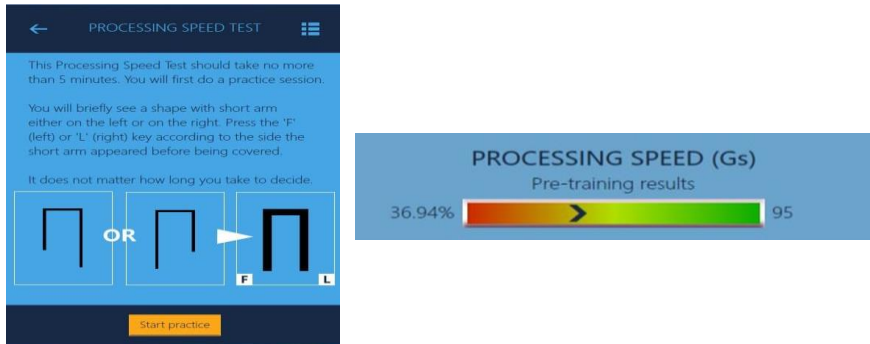 PROCESSING SPEED TEST
This Processing Speed Test should take no more
than 5 minutes. You will first do a practice session.
You will briefly see a shape with short arm
either on the left or on the right. Press the 'F'
(left) or 'L' (right) key according to the side the
short arm appeared before being covered.
It does not matter how long you take to decide.
OR
F L
Start practice
PROCESSING SPEED (Gs)
Pre-training results
36.94% 95